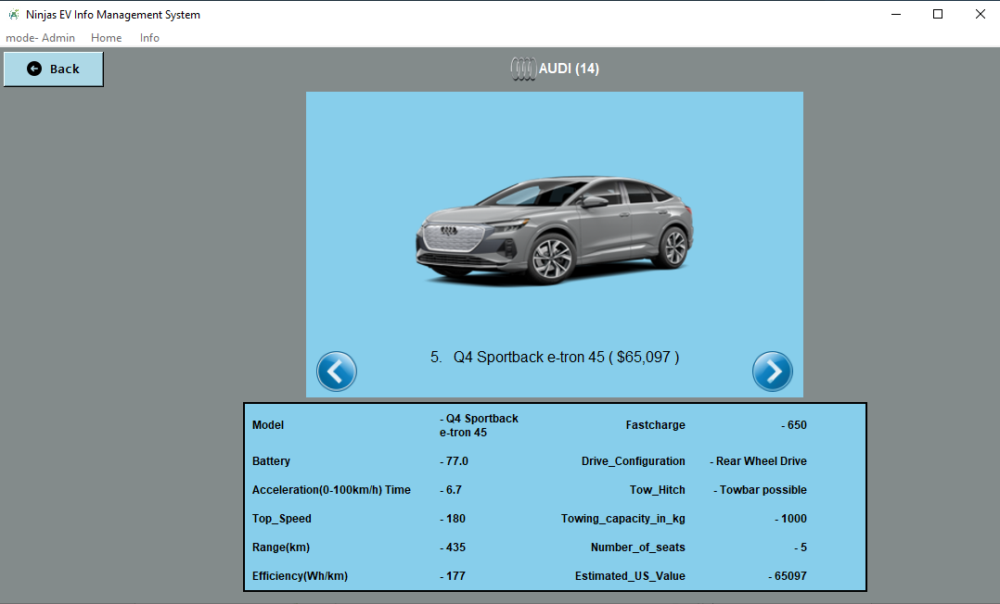 Ninjas EV Info Management System
mode- Admin Home Info
Back
AUDI (14)
5. Q4 Sportback e-tron 45 ( $65,097 )
Model - Q4 Sportback e-tron 45 Fastcharge - 650
Battery - 77.0 Drive_Configuration - Rear Wheel Drive
Acceleration(0-100km/h) Time - 6.7 Tow_Hitch - Towbar possible
Top_Speed - 180 Towing_capacity_in_kg - 1000
Range(km) - 435 Number_of_seats - 5
Efficiency(Wh/km) - 177 Estimated_US_Value - 65097